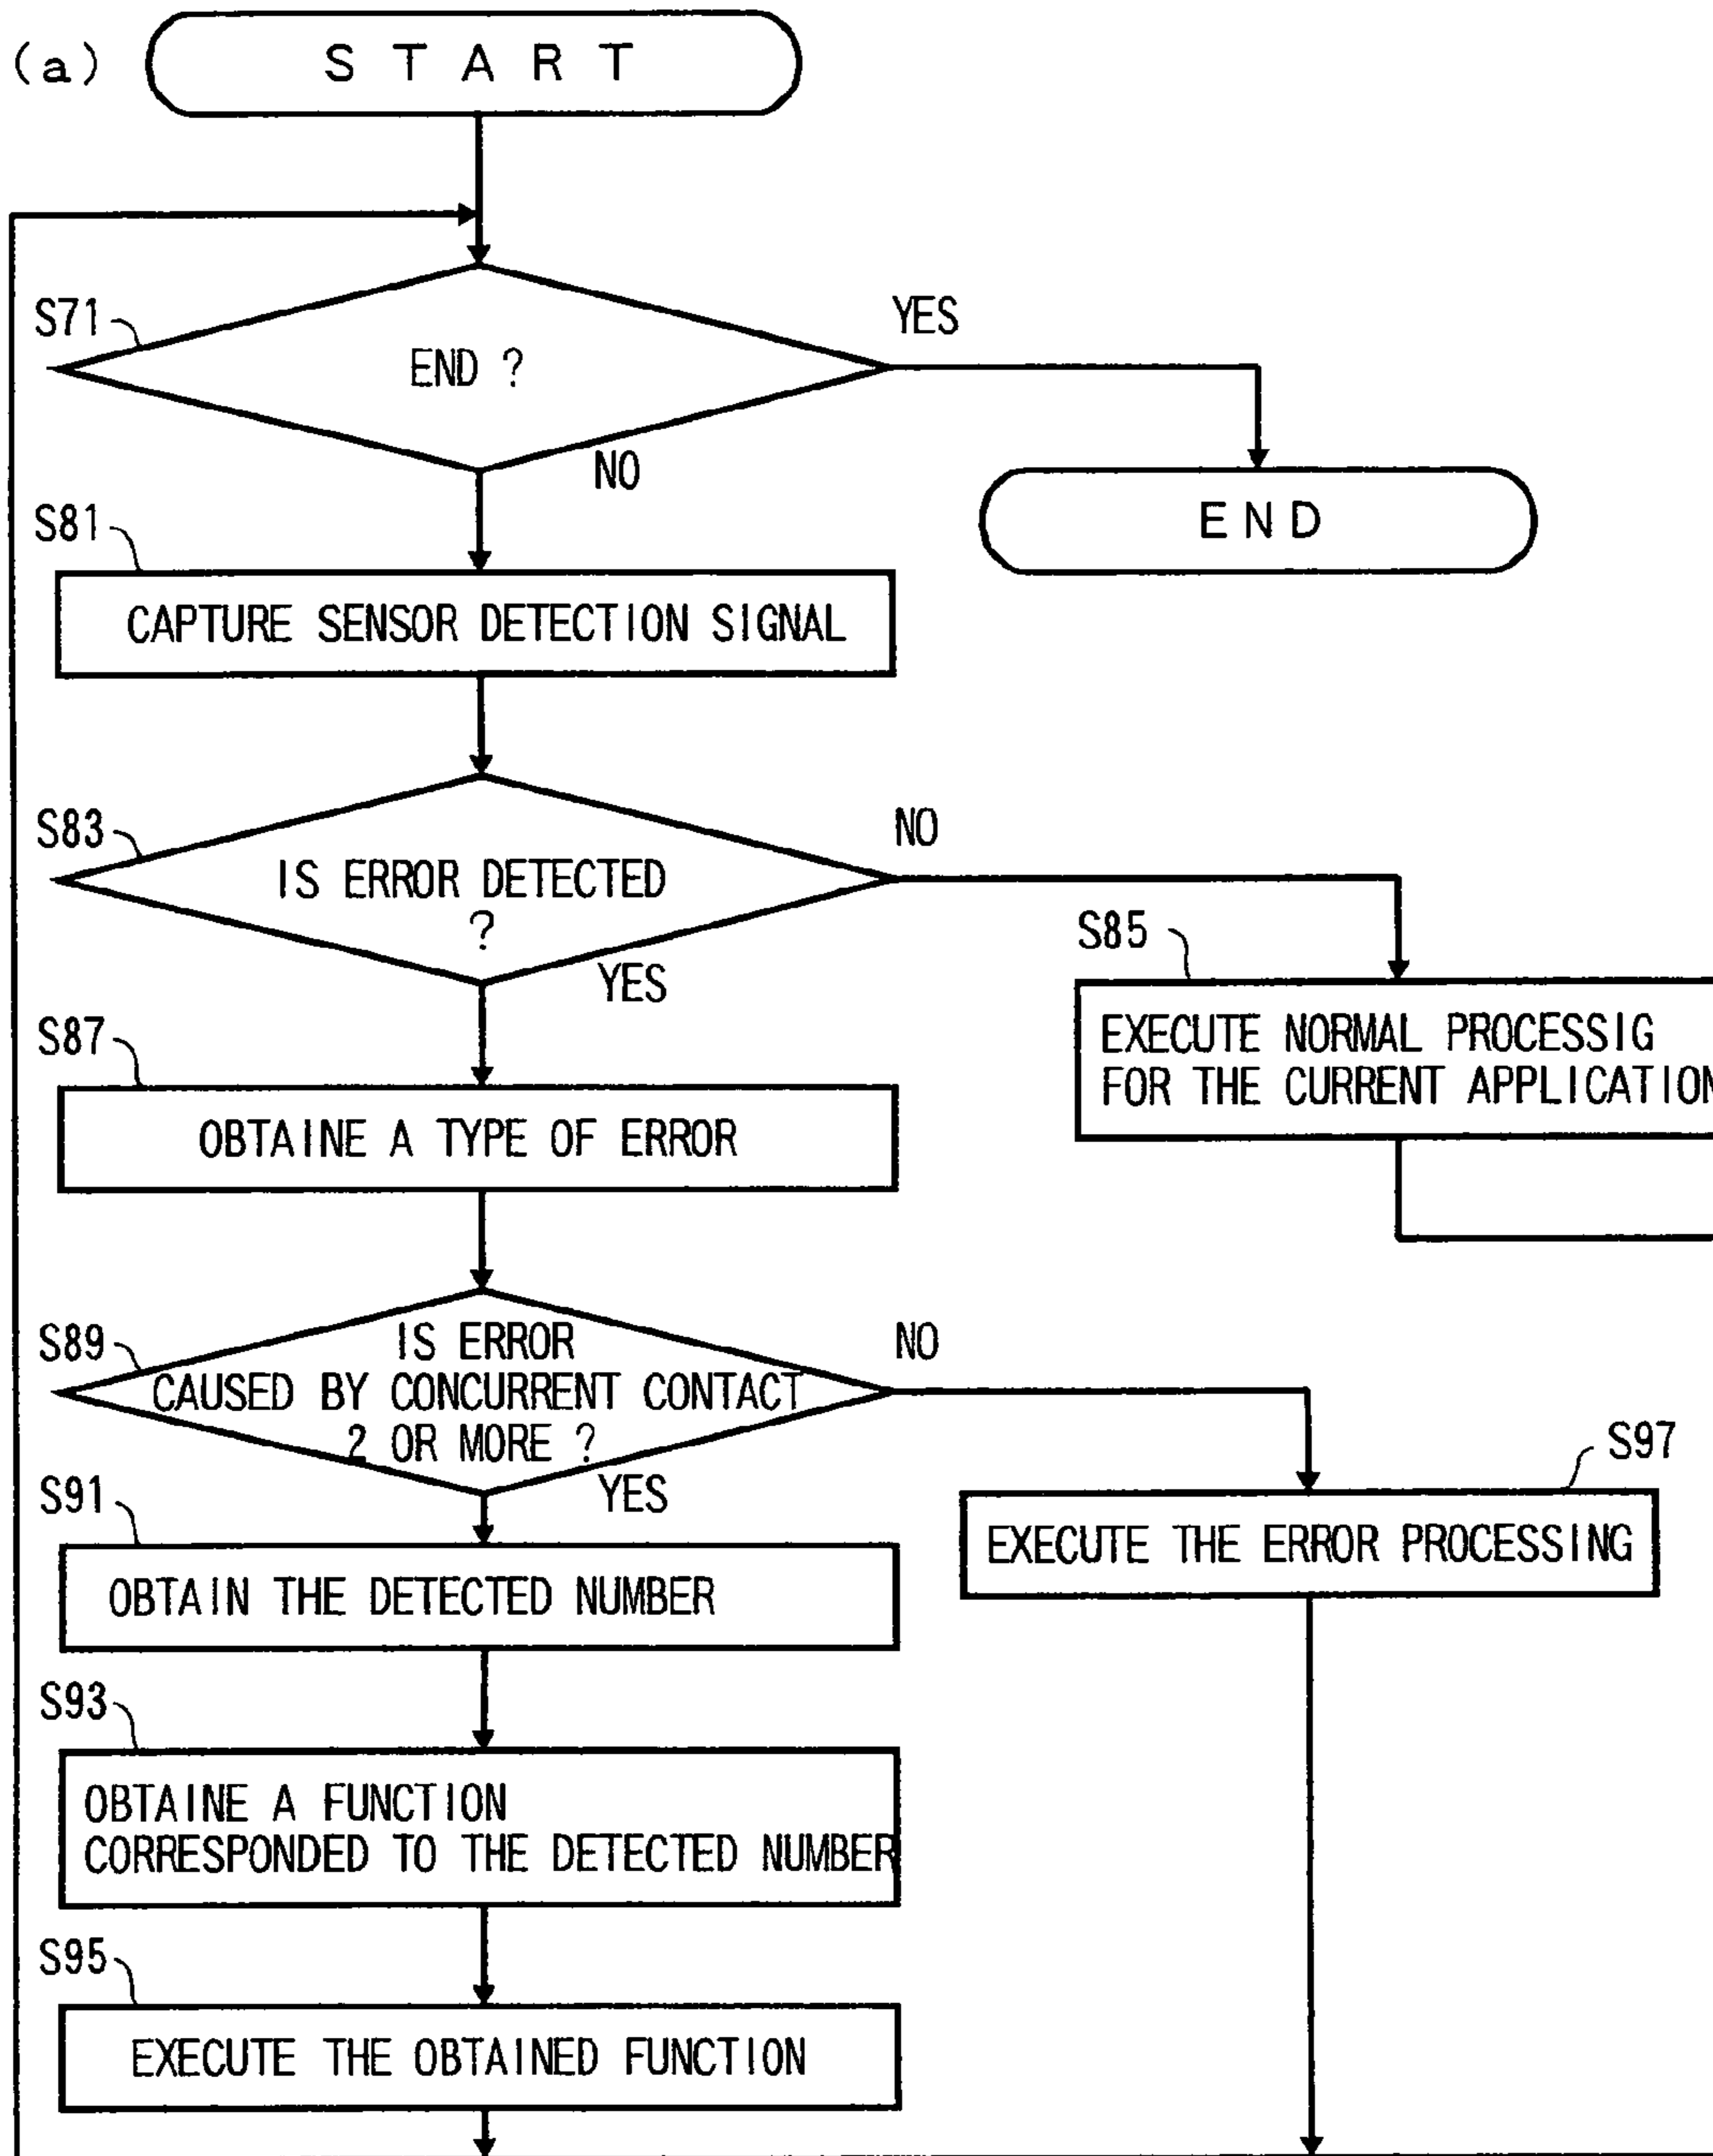 (a)
START
S71
END ?
YES
NO
END
S81
CAPTURE SENSOR DETECTION SIGNAL
S83
IS ERROR DETECTED
?
NO
YES
S85
EXECUTE NORMAL PROCESSIG
FOR THE CURRENT APPLICATION
S87
OBTAINE A TYPE OF ERROR
S89
IS ERROR
CAUSED BY CONCURRENT CONTACT
2 OR MORE ?
NO
YES
S97
EXECUTE THE ERROR PROCESSING
S91
OBTAIN THE DETECTED NUMBER
S93
OBTAINE A FUNCTION
CORRESPONDED TO THE DETECTED NUMBER
S95
EXECUTE THE OBTAINED FUNCTION